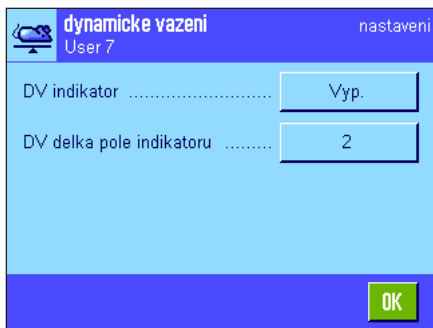 dynamicke vazeni
nastaveni
User 7
DV indikator .......................... Vyp.
DV delka pole indikatoru ......... 2
OK